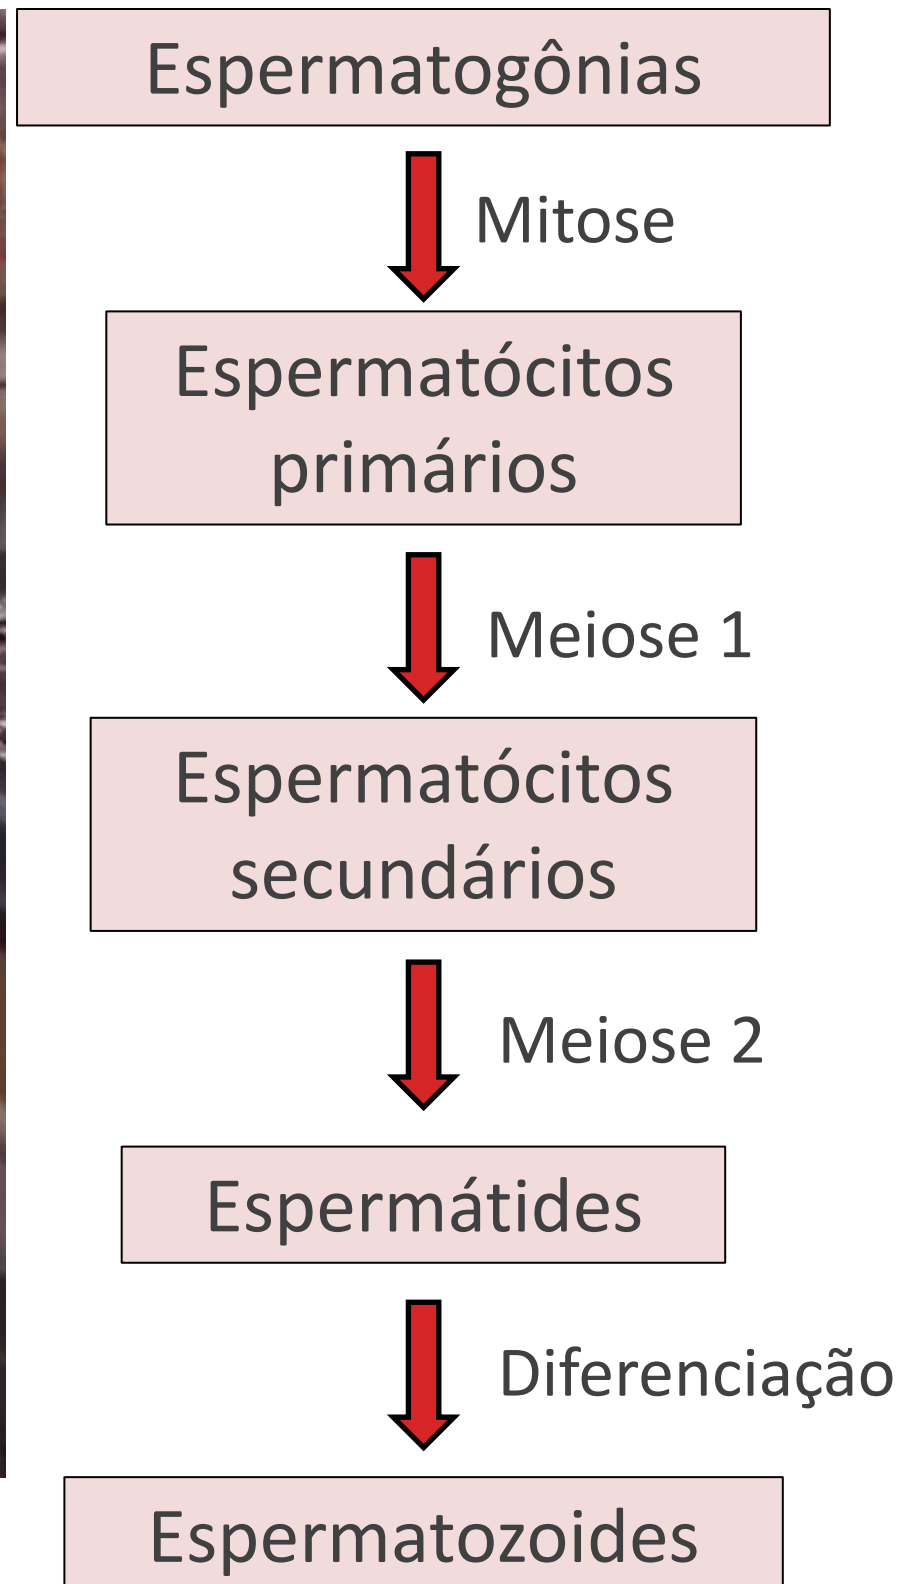 Espermatogônias
Mitose
Espermatócitos
primários
Meiose 1
Espermatócitos
secundários
Meiose 2
Espermátides
Diferenciação
Espermatozoides